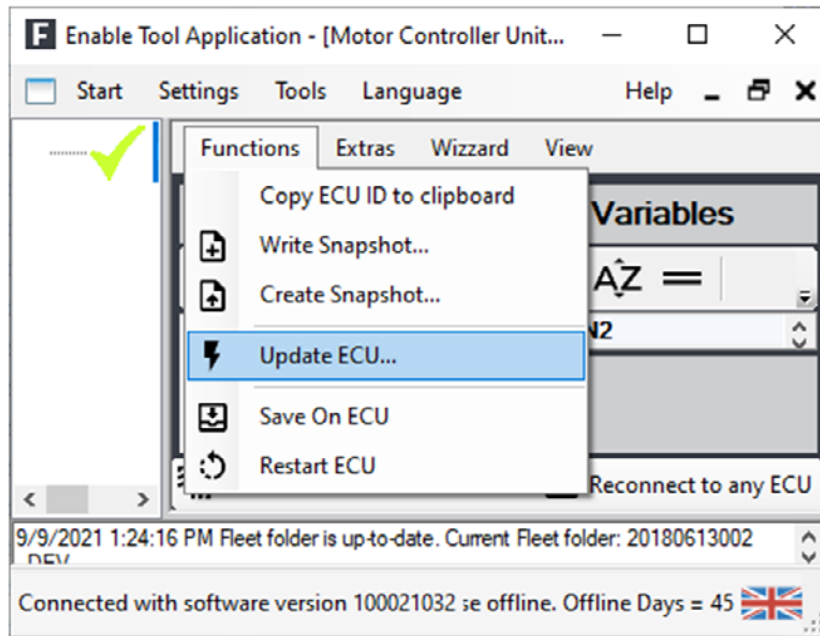 Enable Tool Application - [Motor Controller Unit...
Start Settings Tools Language Help
Functions Extras Wizzard View
Copy ECU ID to clipboard
Variables
Write Snapshot...
AZ
Create Snapshot...
N2
Update ECU...
Save On ECU
Restart ECU
Reconnect to any ECU
9/9/2021 1:24:16 PM Fleet folder is up-to-date. Current Fleet folder: 20180613002
DEV
Connected with software version 100021032 se offline. Offline Days = 45